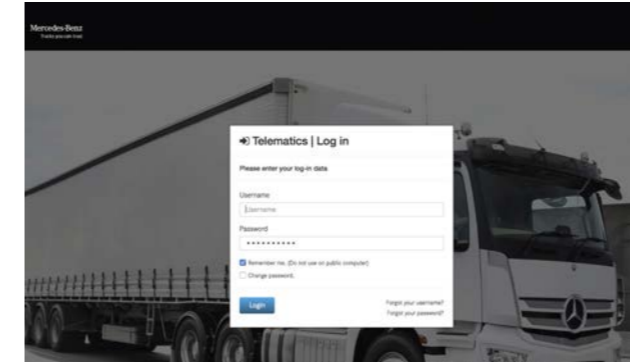 Mercedes-Benz
Trucks you can trust
Telematics | Log in
Please enter your log-in data
Username
Username
Password
Remember me. (Do not use on public computer)
Change password.
Login
Forgot your username?
Forgot your password?